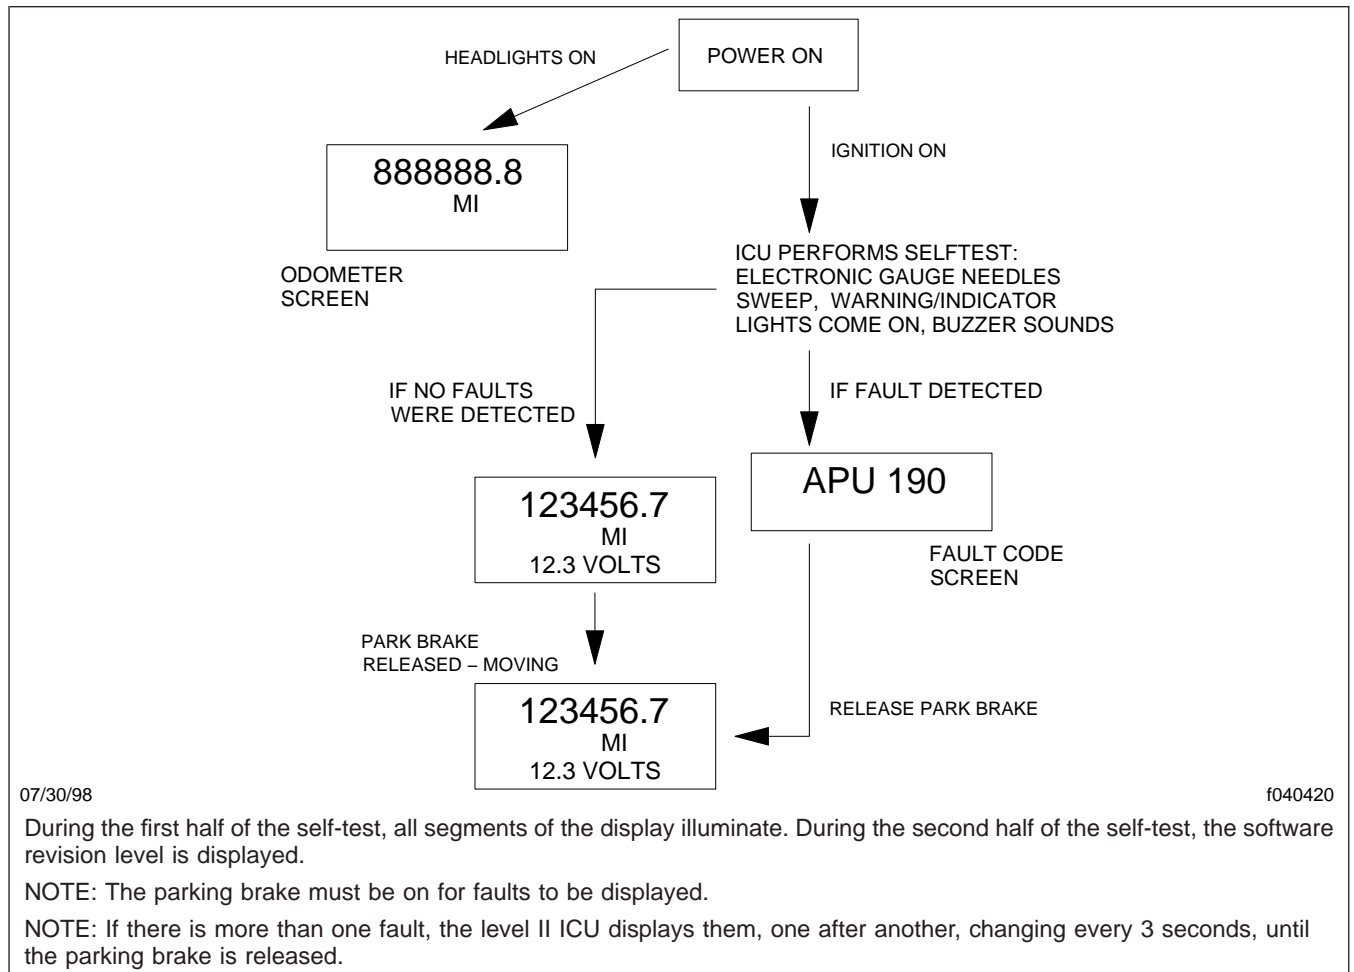 POWER ON
HEADLIGHTS ON
IGNITION ON
888888.8
MI
ODOMETER
SCREEN
ICU PERFORMS SELFTEST:
ELECTRONIC GAUGE NEEDLES
SWEEP, WARNING/INDICATOR
LIGHTS COME ON, BUZZER SOUNDS
IF NO FAULTS
WERE DETECTED
IF FAULT DETECTED
123456.7
MI
12.3 VOLTS
APU 190
FAULT CODE
SCREEN
PARK BRAKE
RELEASED – MOVING
123456.7
MI
12.3 VOLTS
RELEASE PARK BRAKE
07/30/98
f040420
During the first half of the self-test, all segments of the display illuminate. During the second half of the self-test, the software
revision level is displayed.
NOTE: The parking brake must be on for faults to be displayed.
NOTE: If there is more than one fault, the level II ICU displays them, one after another, changing every 3 seconds, until
the parking brake is released.